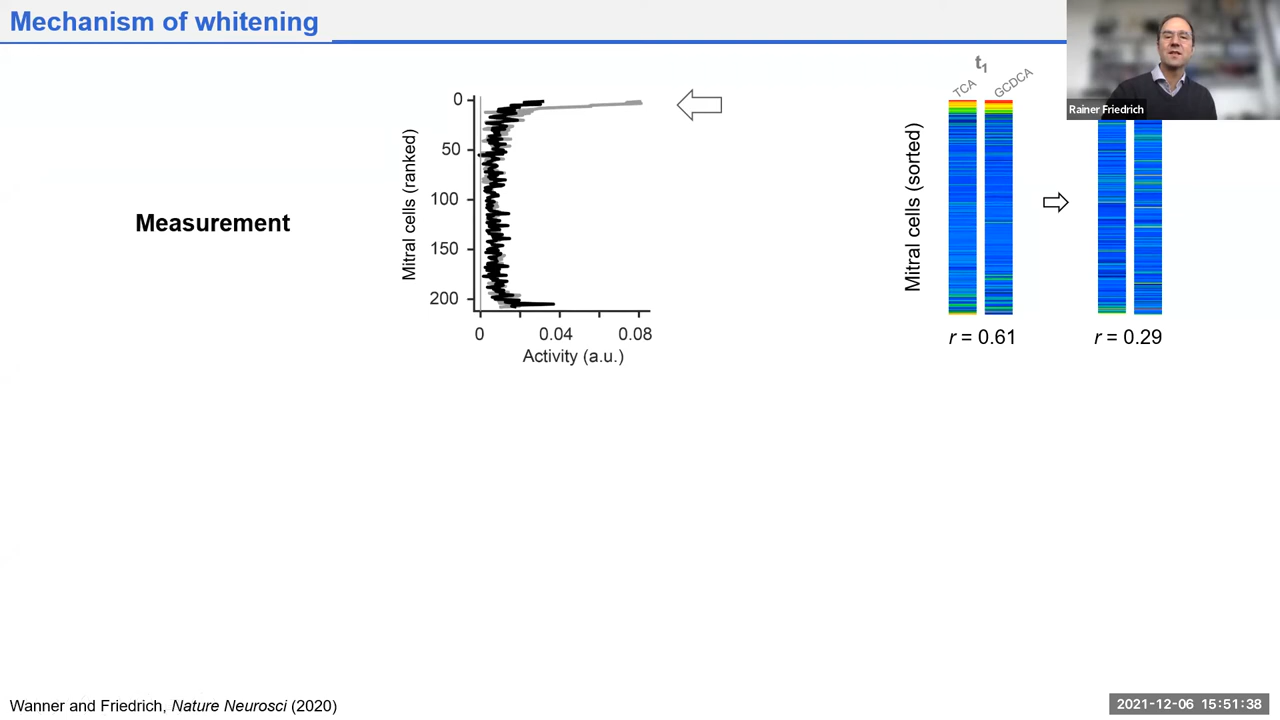 Mechanism of whitening
Rainer Friedrich
Measurement
Mitral cells (ranked)
0
50
100
150
200
0
0.04
0.08
Activity (a.u.)
t1
TCA
GCDCA
Mitral cells (sorted)
r = 0.61
r = 0.29
Wanner and Friedrich, Nature Neurosci (2020)
2021-12-06 15:51:38